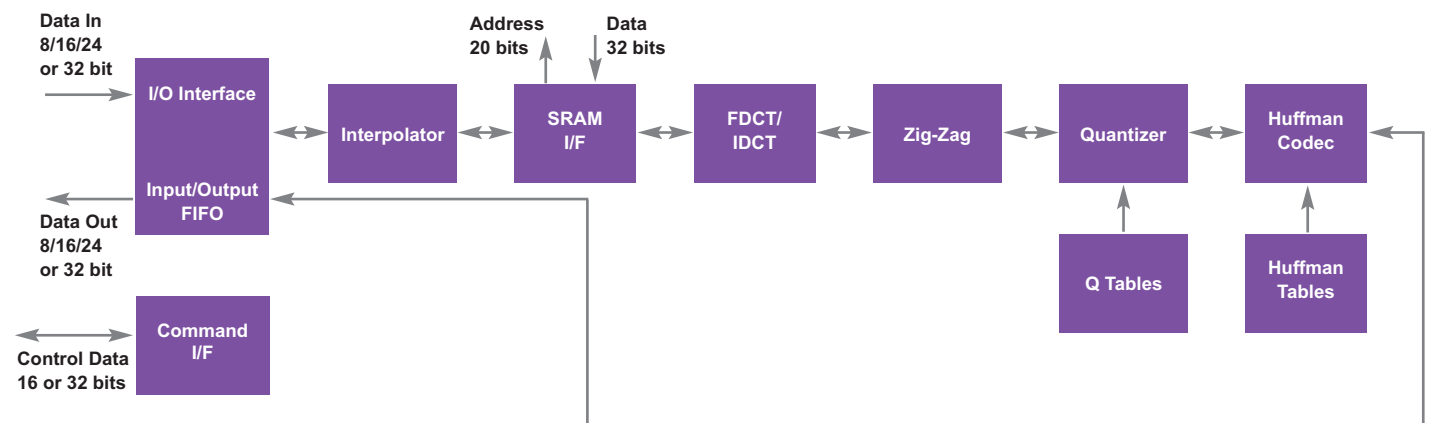 Data In
8/16/24
or 32 bit
Address
20 bits
Data
32 bits
I/O Interface
Input/Output
FIFO
Interpolator
SRAM
I/F
FDCT/
IDCT
Zig-Zag
Quantizer
Huffman
Codec
Data Out
8/16/24
or 32 bit
Q Tables
Huffman
Tables
Command
I/F
Control Data
16 or 32 bits